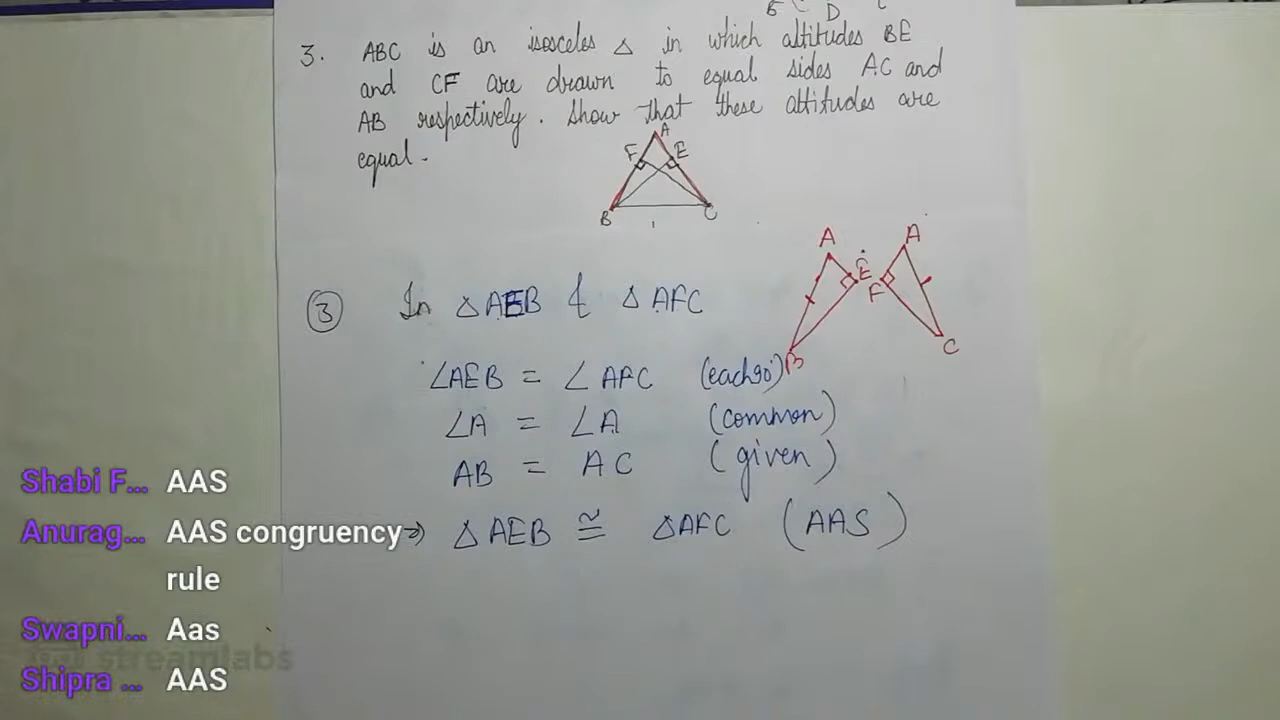 B D C
3. ABC is an isosceles △ in which altitudes BE
and CF are drawn to equal sides AC and
AB respectively. Show that these altitudes are
equal.
A
F E
B C
A A
E F
B C
③ In △AEB & △AFC
∠AEB = ∠AFC (each 90°)
∠A = ∠A (common)
AB = AC (given)
⇒ △AEB ≅ △AFC (AAS)
Shabi F... AAS
Anurag... AAS congruency
rule
Swapni... Aas
Shipra ... AAS
streamlabs